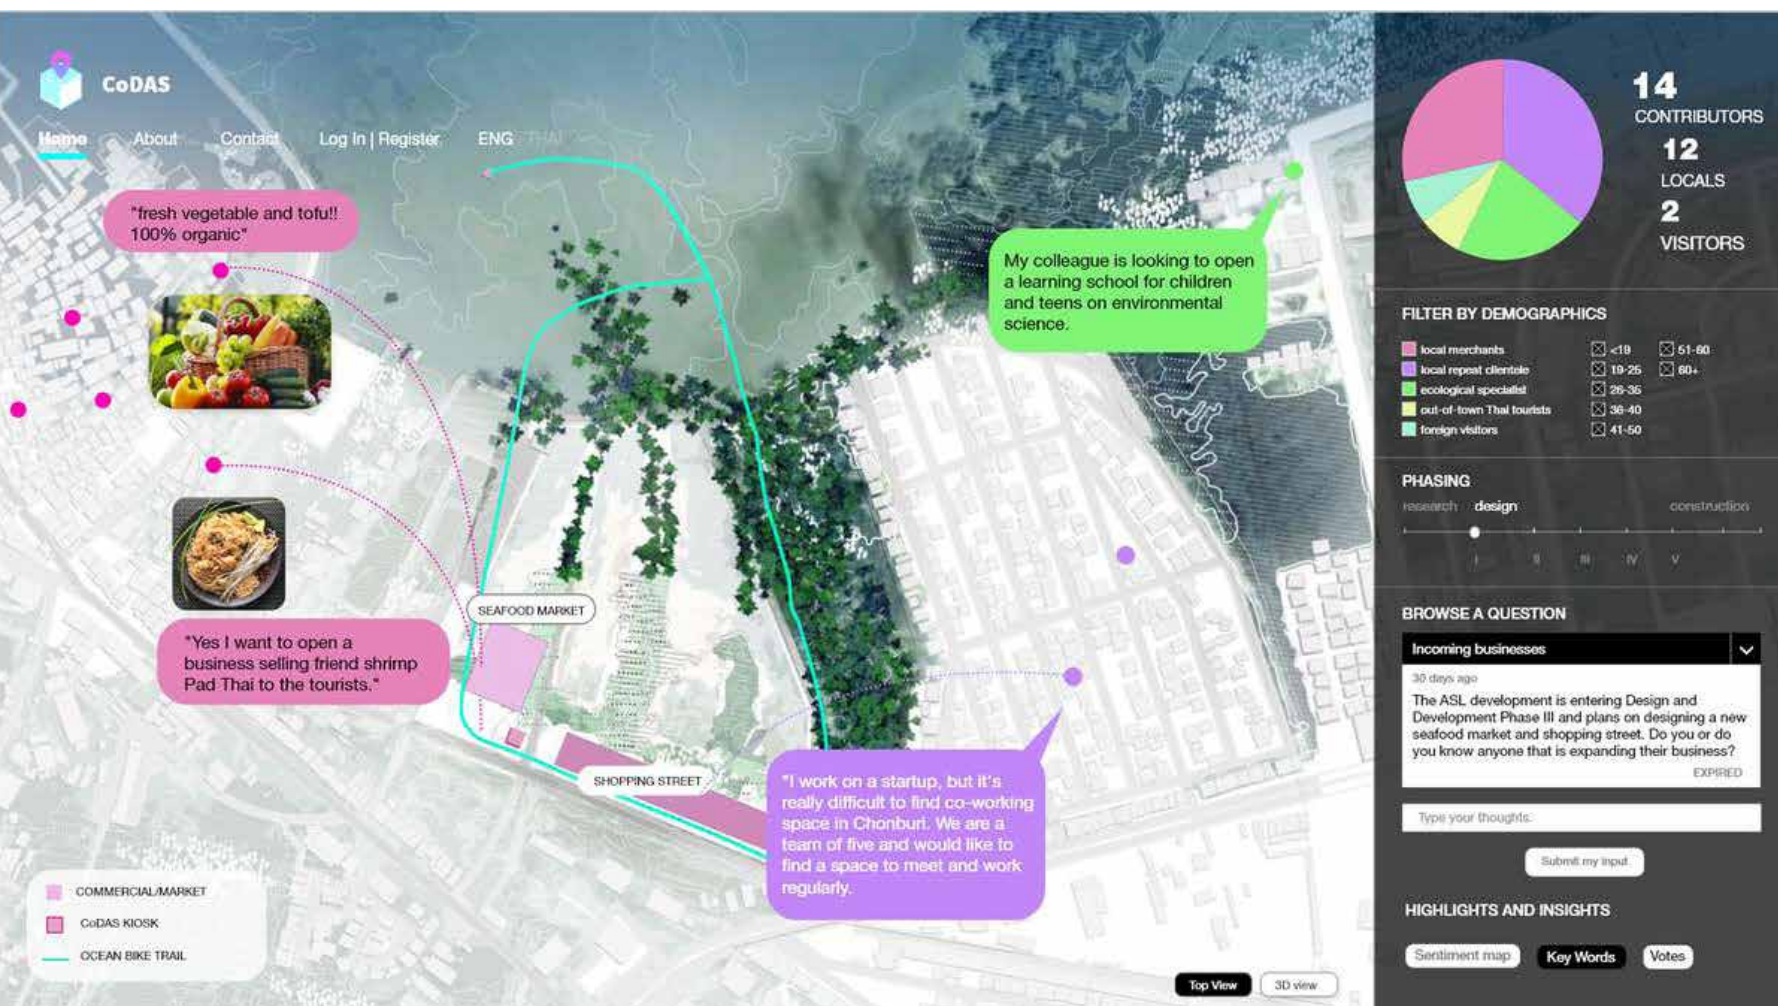 CoDAS
Home
About
Contact
Log In | Register
ENG THAI
"fresh vegetable and tofu!!
100% organic"
My colleague is looking to open
a learning school for children
and teens on environmental
science.
SEAFOOD MARKET
"Yes I want to open a
business selling friend shrimp
Pad Thai to the tourists."
SHOPPING STREET
"I work on a startup, but it's
really difficult to find co-working
space in Chonburi. We are a
team of five and would like to
find a space to meet and work
regularly.
COMMERCIAL/MARKET
CoDAS KIOSK
OCEAN BIKE TRAIL
Top View
3D view
14
CONTRIBUTORS
12
LOCALS
2
VISITORS
FILTER BY DEMOGRAPHICS
local merchants
local repeat clientele
ecological specialist
out-of-town Thai tourists
foreign visitors
<19
19-25
26-35
36-40
41-50
51-60
60+
PHASING
research design construction
I II III IV V
BROWSE A QUESTION
Incoming businesses
30 days ago
The ASL development is entering Design and
Development Phase III and plans on designing a new
seafood market and shopping street. Do you or do
you know anyone that is expanding their business?
EXPIRED
Type your thoughts.
Submit my input
HIGHLIGHTS AND INSIGHTS
Sentiment map
Key Words
Votes